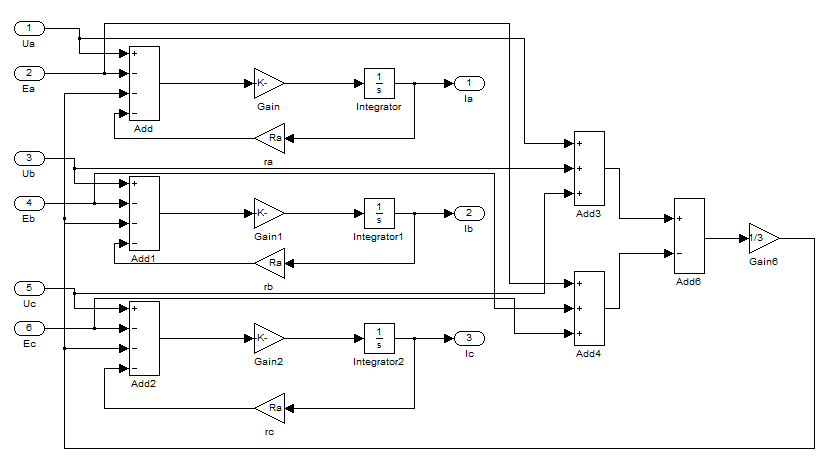 1
Ua
2
Ea
+
−
−
−
Add
-K-
Gain
1
s
Integrator
1
Ia
Ra
ra
3
Ub
4
Eb
+
−
−
−
Add1
-K-
Gain1
1
s
Integrator1
2
Ib
Ra
rb
5
Uc
6
Ec
+
−
−
−
Add2
-K-
Gain2
1
s
Integrator2
3
Ic
Ra
rc
+
+
+
Add3
+
+
+
Add4
+
−
Add6
1/3
Gain6